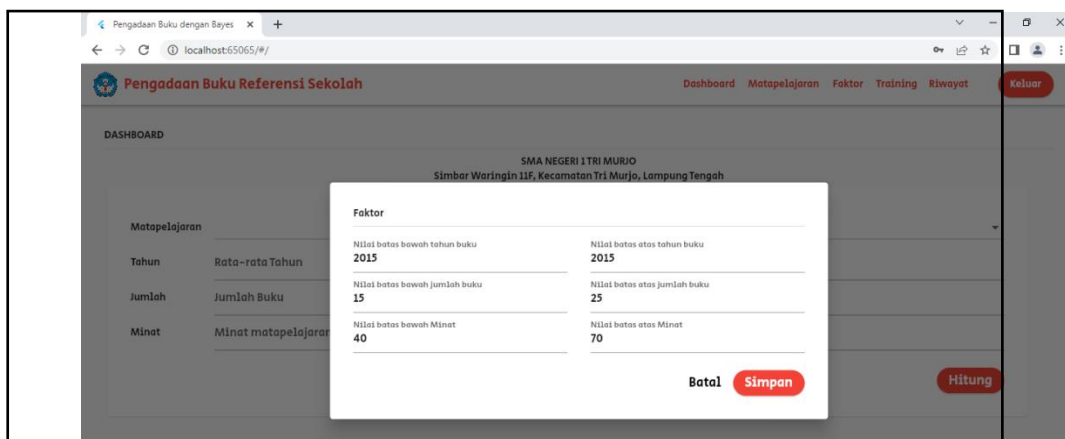 Pengadaan Buku dengan Bayes
localhost:65065/#/
Pengadaan Buku Referensi Sekolah
Dashboard Matapelajaran Faktor Training Riwayat Keluar
DASHBOARD
SMA NEGERI 1 TRI MURJO
Simbar Waringin 11F, Kecamatan Tri Murjo, Lampung Tengah
Matapelajaran
Tahun Rata-rata Tahun
Jumlah Jumlah Buku
Minat Minat matapelajaran
Hitung
Faktor
Nilai batas bawah tahun buku Nilai batas atas tahun buku
2015 2015
Nilai batas bawah jumlah buku Nilai batas atas jumlah buku
15 25
Nilai batas bawah Minat Nilai batas atas Minat
40 70
Batal Simpan